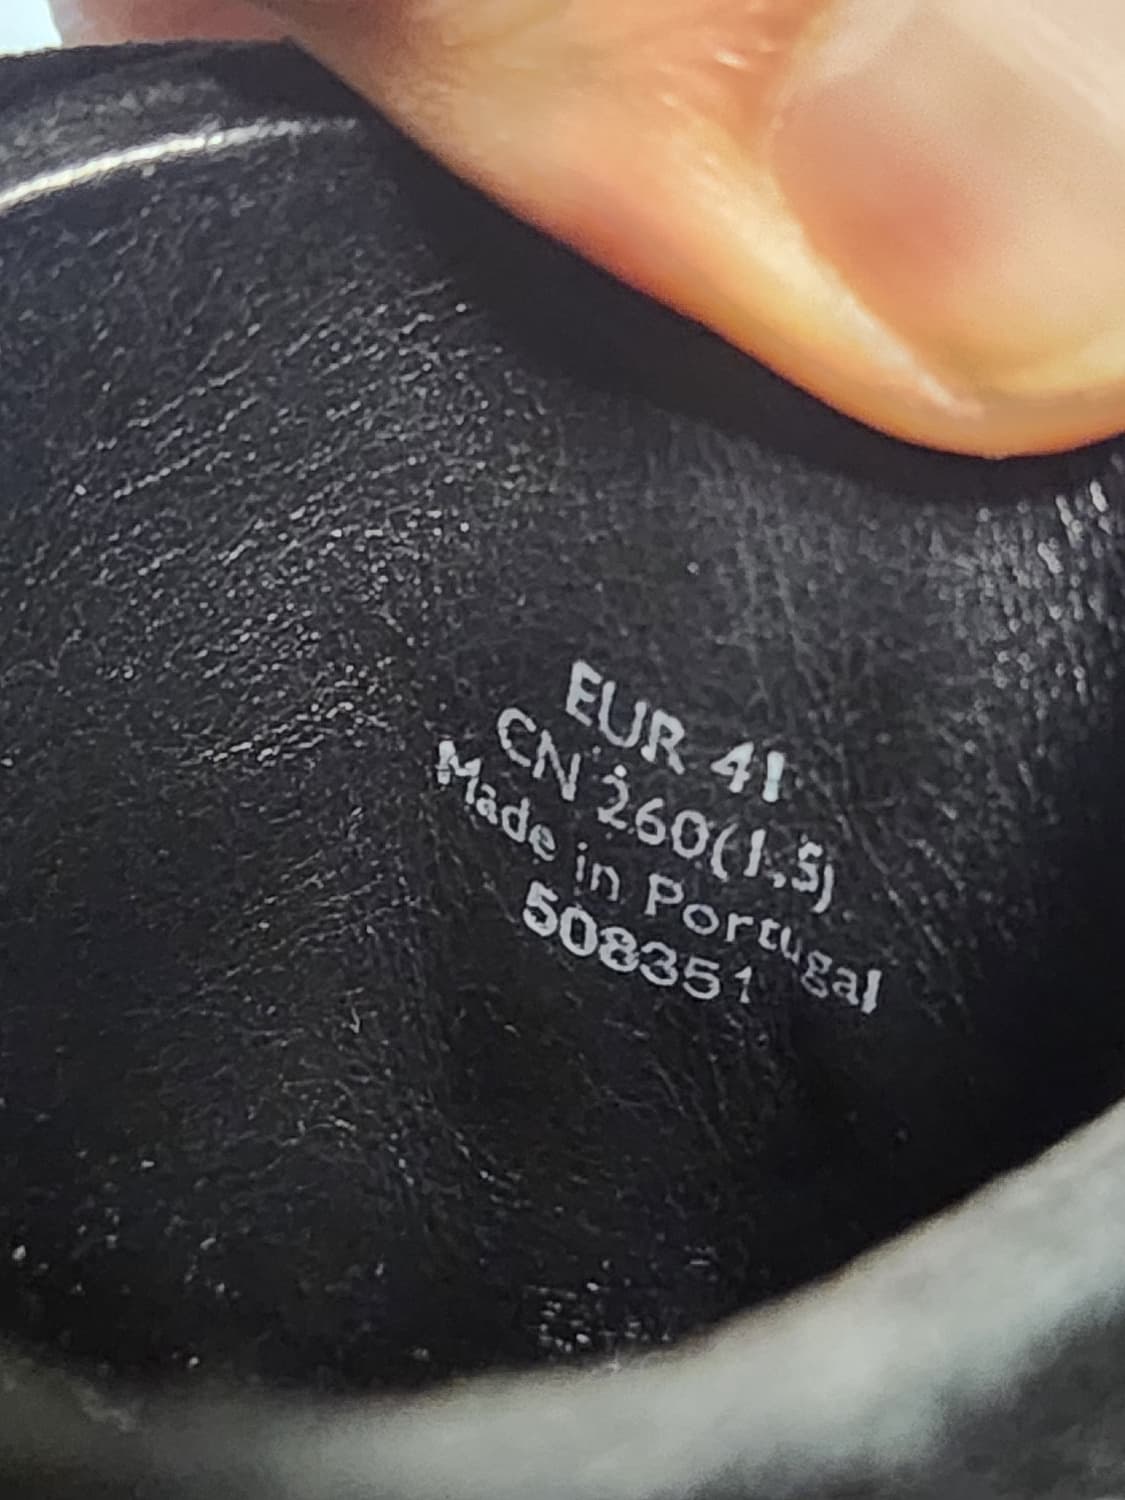 EUR 41
CN 260(1,5)
Made in Portugal
508351